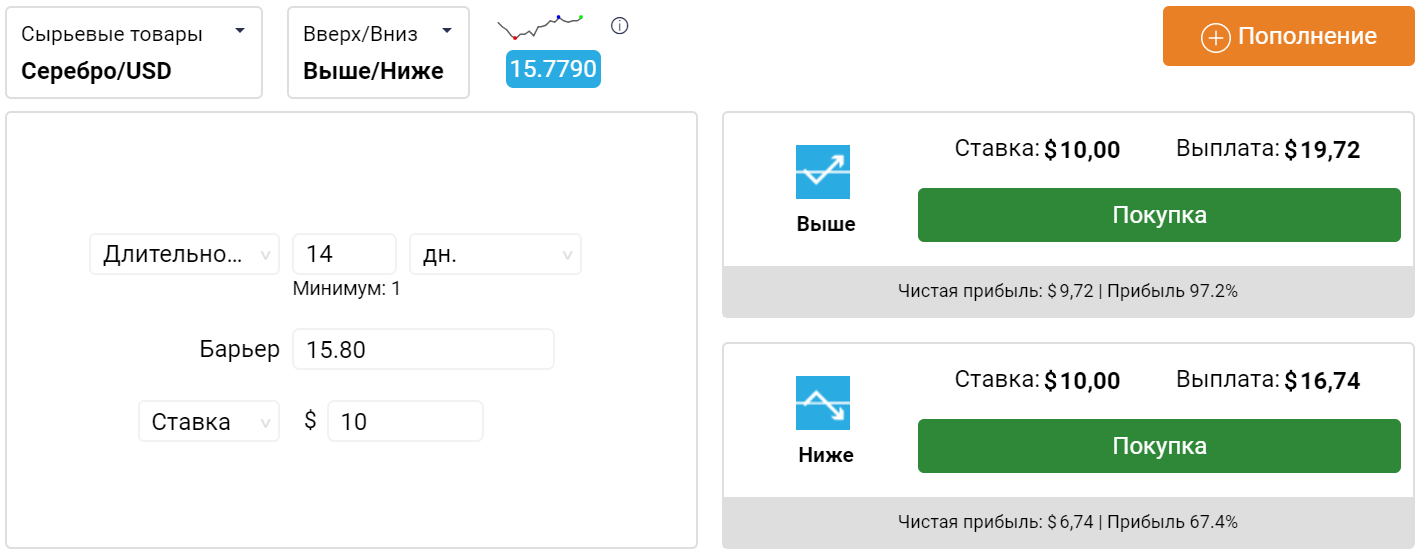 Сырьевые товары
Серебро/USD
Вверх/Вниз
Выше/Ниже
15.7790
Пополнение
Длительно...
14
дн.
Минимум: 1
Барьер
15.80
Ставка
$
10
Ставка: $10,00
Выплата: $19,72
Выше
Покупка
Чистая прибыль: $9,72 | Прибыль 97.2%
Ставка: $10,00
Выплата: $16,74
Ниже
Покупка
Чистая прибыль: $6,74 | Прибыль 67.4%